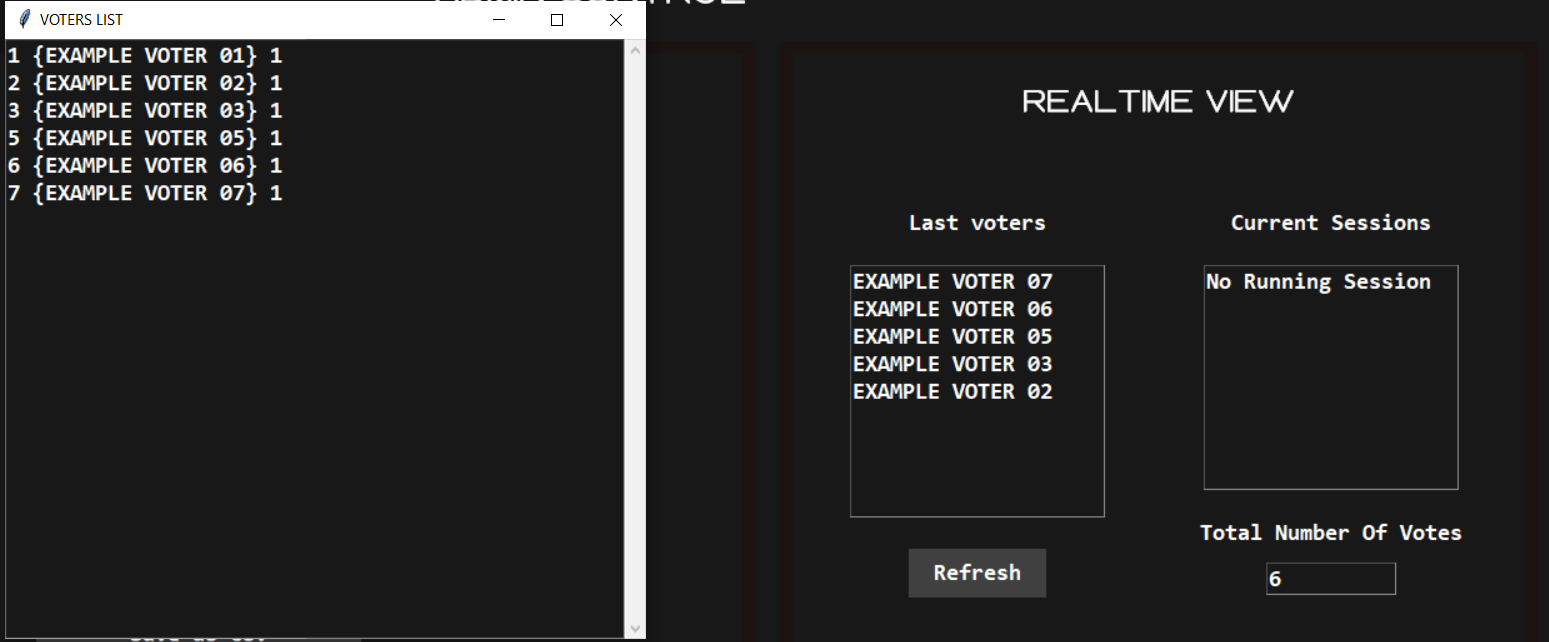 VOTERS LIST
1 {EXAMPLE VOTER 01} 1
2 {EXAMPLE VOTER 02} 1
3 {EXAMPLE VOTER 03} 1
5 {EXAMPLE VOTER 05} 1
6 {EXAMPLE VOTER 06} 1
7 {EXAMPLE VOTER 07} 1
REALTIME VIEW
Last voters
EXAMPLE VOTER 07
EXAMPLE VOTER 06
EXAMPLE VOTER 05
EXAMPLE VOTER 03
EXAMPLE VOTER 02
Refresh
Current Sessions
No Running Session
Total Number Of Votes
6